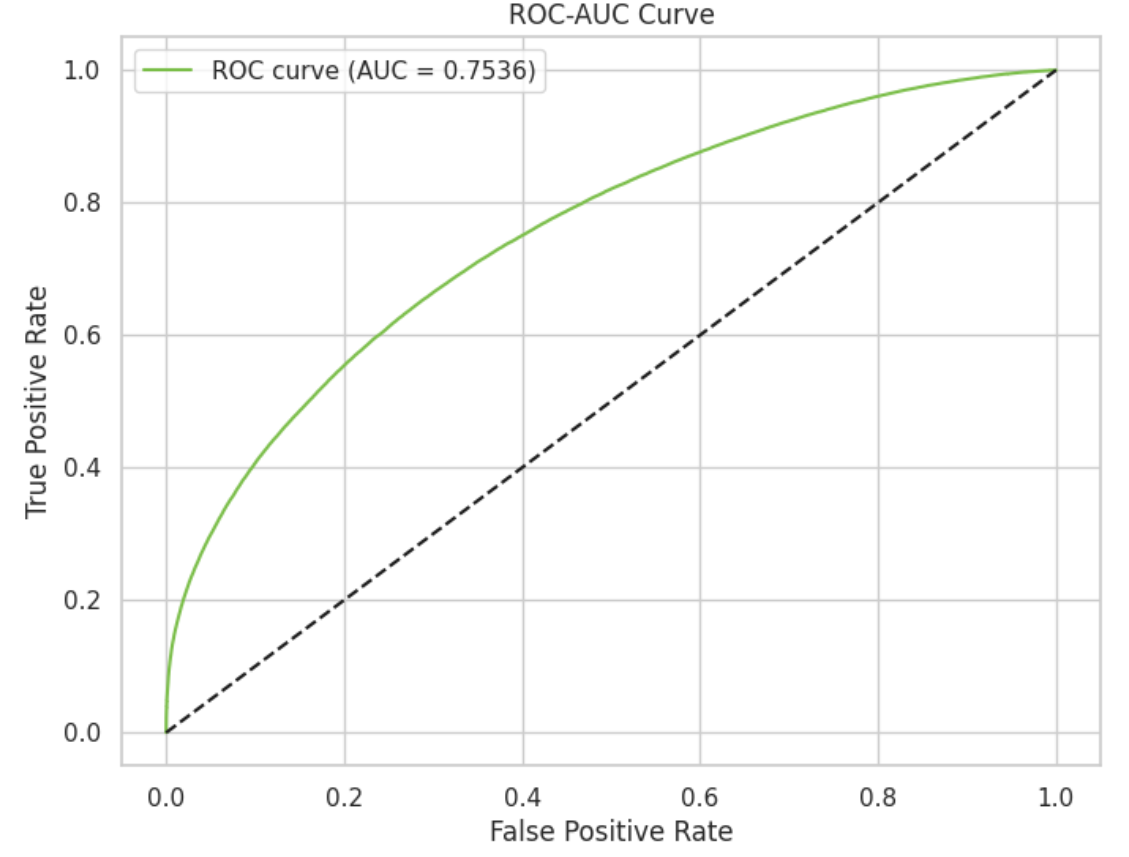 ROC-AUC Curve
ROC curve (AUC = 0.7536)
1.0
0.8
0.6
0.4
0.2
0.0
True Positive Rate
0.0 0.2 0.4 0.6 0.8 1.0
False Positive Rate